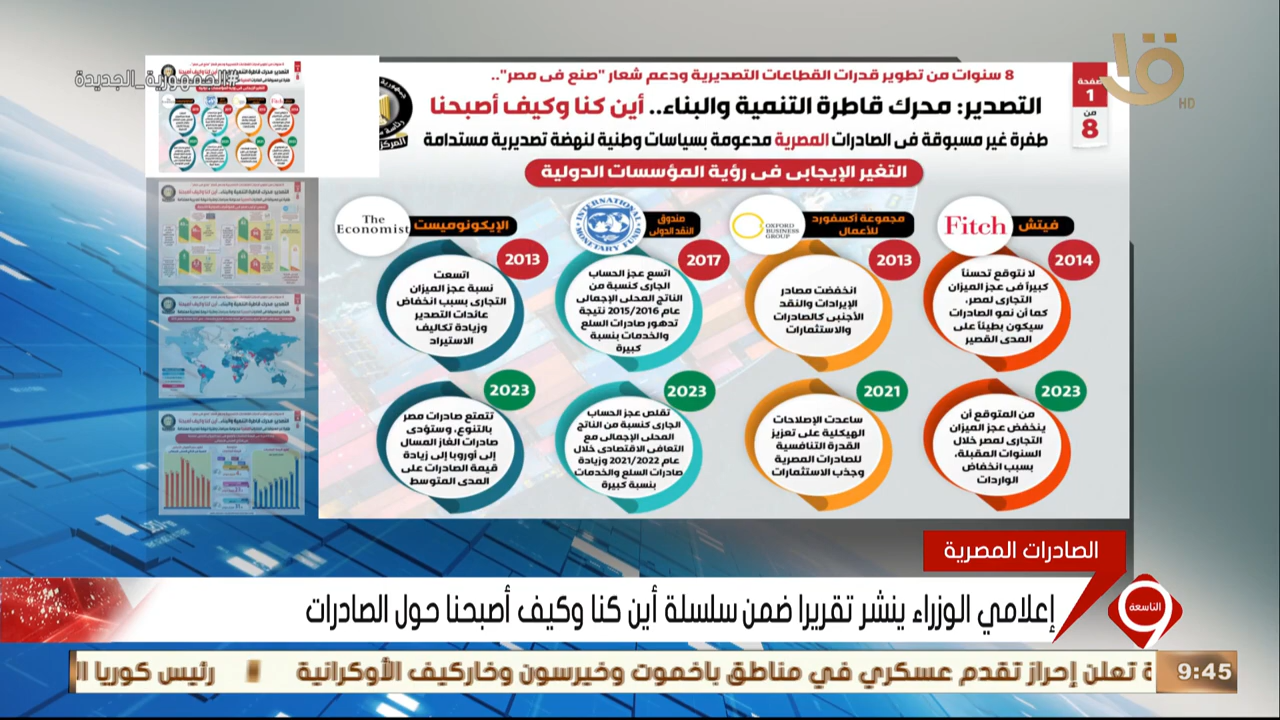 #الجمهورية_الجديدة
HD
8 سنوات من تطوير قدرات القطاعات التصديرية ودعم شعار "صنع فى مصر"..
التصدير: محرك قاطرة التنمية والبناء.. أين كنا وكيف أصبحنا
طفرة غير مسبوقة فى الصادرات المصرية مدعومة بسياسات وطنية لنهضة تصديرية مستدامة
صفحة
1
من
8
التغير الإيجابى فى رؤية المؤسسات الدولية
فيتش
Fitch
مجموعة أكسفورد
للأعمال
OXFORD
BUSINESS
GROUP
صندوق
النقد الدولى
INTERNATIONAL
MONETARY FUND
الإيكونوميست
The
Economist
2014
لا نتوقع تحسناً
كبيراً فى عجز الميزان
التجارى لمصر،
كما أن نمو الصادرات
سيكون بطيئاً على
المدى القصير
2013
انخفضت مصادر
الإيرادات والنقد
الأجنبى كالصادرات
والاستثمارات
2017
اتسع عجز الحساب
الجارى كنسبة من
الناتج المحلى الإجمالى
عام 2015/2016 نتيجة
تدهور صادرات السلع
والخدمات بنسبة
كبيرة
2013
اتسعت
نسبة عجز الميزان
التجارى بسبب انخفاض
عائدات التصدير
وزيادة تكاليف
الاستيراد
2023
من المتوقع أن
ينخفض عجز الميزان
التجارى لمصر خلال
السنوات المقبلة،
بسبب انخفاض
الواردات
2021
ساعدت الإصلاحات
الهيكلية على تعزيز
القدرة التنافسية
للصادرات المصرية
وجذب الاستثمارات
2023
تقلص عجز الحساب
الجارى كنسبة من الناتج
المحلى الإجمالى مع
التعافى الاقتصادى خلال
عام 2021/2022 وزيادة
صادرات السلع والخدمات
بنسبة كبيرة
2023
تتمتع صادرات مصر
بالتنوع، وستؤدى
صادرات الغاز المسال
إلى أوروبا إلى زيادة
قيمة الصادرات على
المدى المتوسط
الصادرات المصرية
التاسعة
إعلامي الوزراء ينشر تقريرا ضمن سلسلة أين كنا وكيف أصبحنا حول الصادرات
9:45
ة تعلن إحراز تقدم عسكري في مناطق باخموت وخيرسون وخاركيف الأوكرانية رئيس كوريا ال